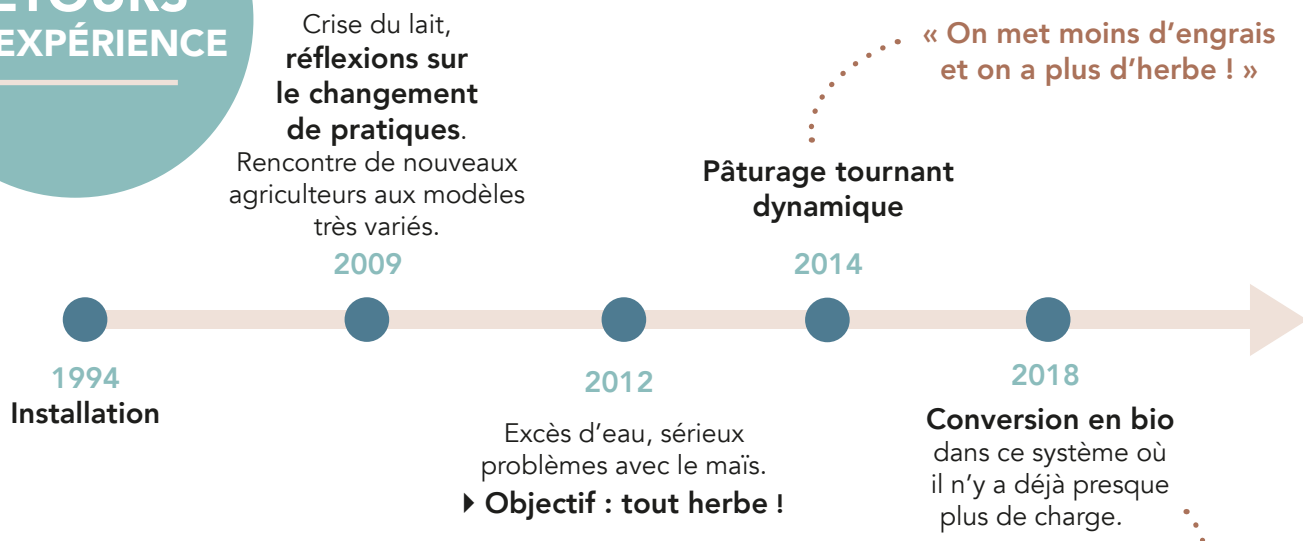 EXPÉRIENCE
Crise du lait,
réflexions sur
le changement
de pratiques.
Rencontre de nouveaux
agriculteurs aux modèles
très variés.
2009
« On met moins d'engrais
et on a plus d'herbe ! »
Pâturage tournant
dynamique
2014
1994
Installation
2012
Excès d'eau, sérieux
problèmes avec le maïs.
Objectif : tout herbe !
2018
Conversion en bio
dans ce système où
il n'y a déjà presque
plus de charge.